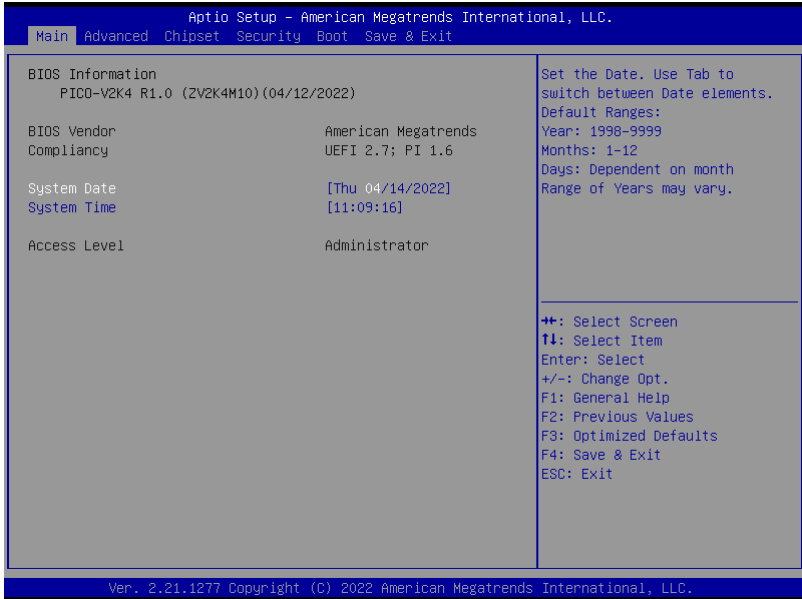 Aptio Setup – American Megatrends International, LLC.
Main Advanced Chipset Security Boot Save & Exit
BIOS Information
PICO-V2K4 R1.0 (ZV2K4M10)(04/12/2022)
BIOS Vendor American Megatrends
Compliancy UEFI 2.7; PI 1.6
System Date [Thu 04/14/2022]
System Time [11:09:16]
Access Level Administrator
Set the Date. Use Tab to
switch between Date elements.
Default Ranges:
Year: 1998-9999
Months: 1-12
Days: Dependent on month
Range of Years may vary.
→←: Select Screen
↑↓: Select Item
Enter: Select
+/-: Change Opt.
F1: General Help
F2: Previous Values
F3: Optimized Defaults
F4: Save & Exit
ESC: Exit
Ver. 2.21.1277 Copyright (C) 2022 American Megatrends International, LLC.